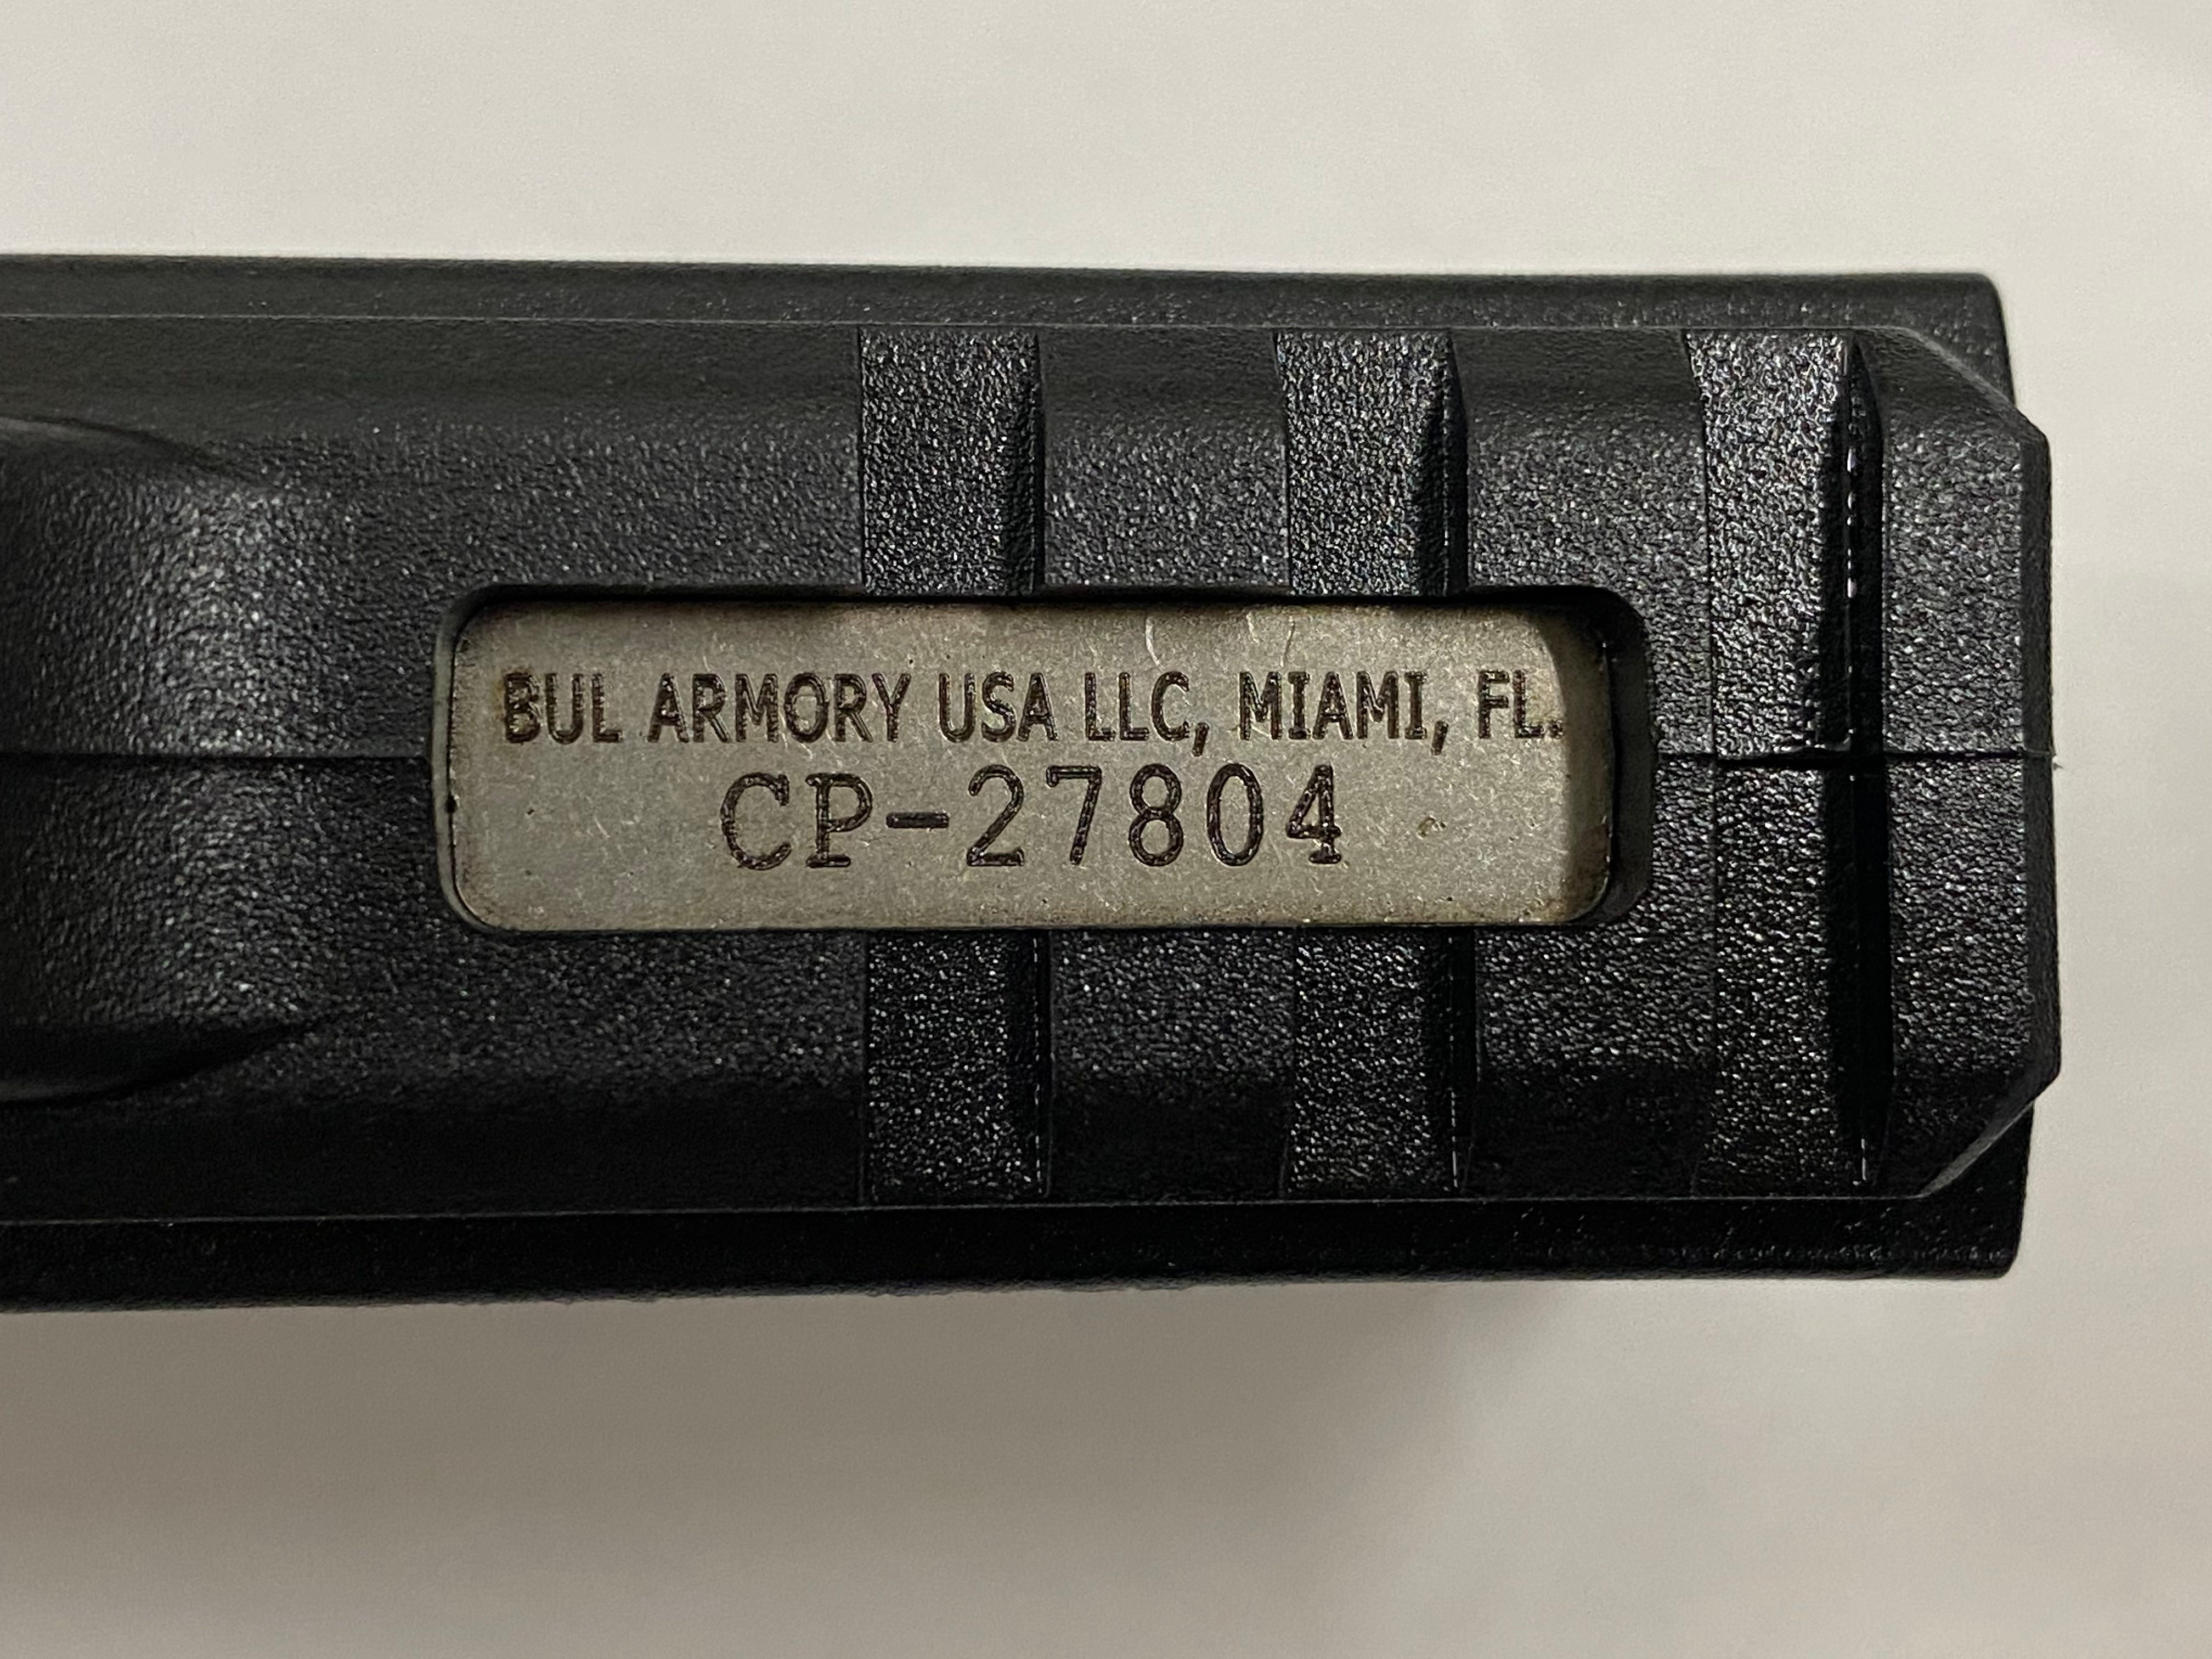 BUL ARMORY USA LLC, MIAMI, FL.
CP-27804